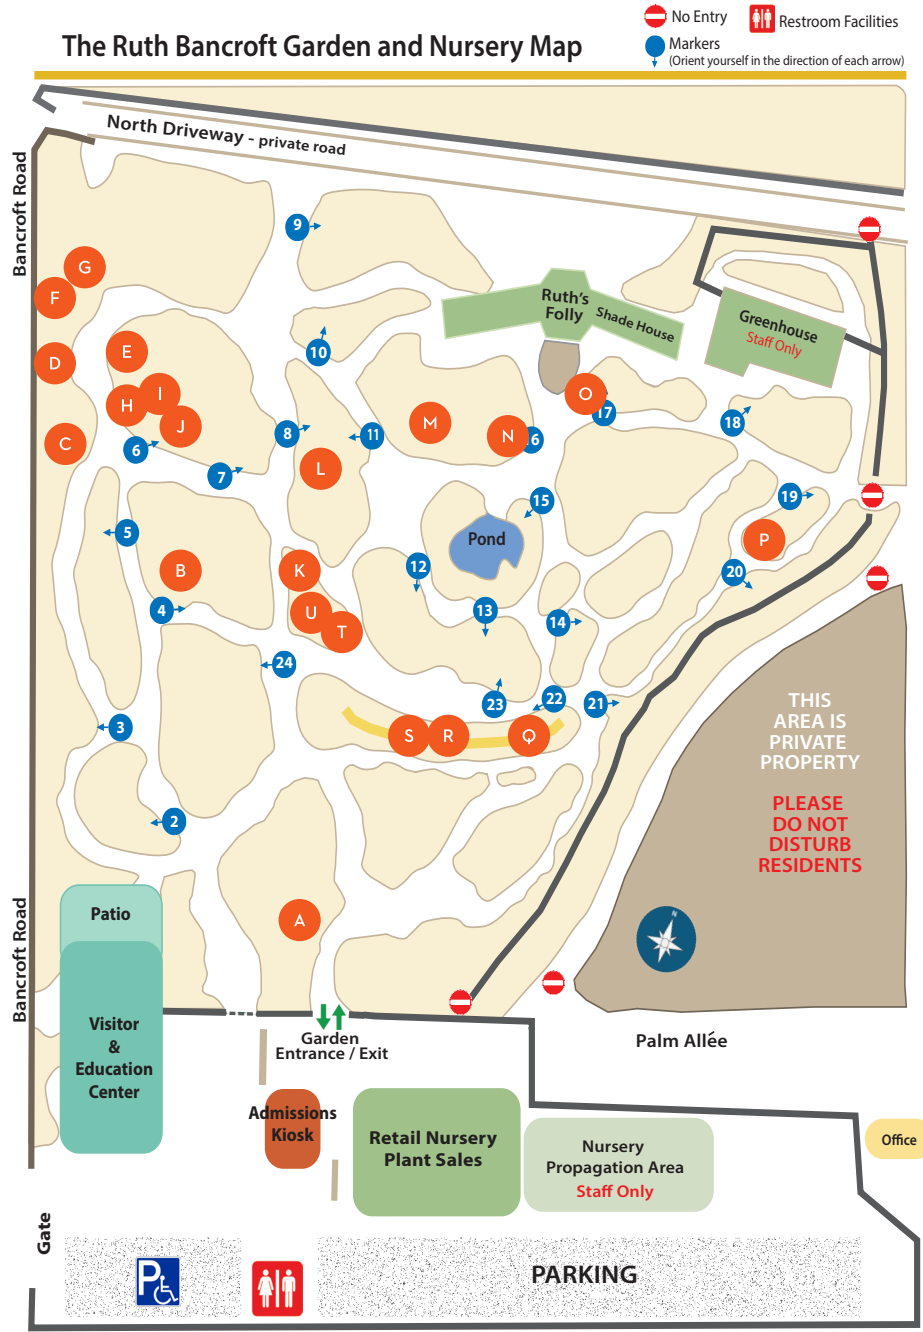 The Ruth Bancroft Garden and Nursery Map
No Entry
Restroom Facilities
Markers
(Orient yourself in the direction of each arrow)
North Driveway - private road
Bancroft Road
9
G
F
Ruth's
Folly
Shade House
Greenhouse
Staff Only
10
E
D
I
H
J
O
17
M
N
6
18
C
6
8
11
7
L
19
15
5
Pond
P
B
K
12
20
4
U
13
14
T
24
23
22
21
3
S
R
Q
THIS
AREA IS
PRIVATE
PROPERTY
PLEASE
DO NOT
DISTURB
RESIDENTS
2
A
N
Bancroft Road
Patio
Visitor
&
Education
Center
Garden
Entrance / Exit
Palm Allée
Admissions
Kiosk
Retail Nursery
Plant Sales
Nursery
Propagation Area
Staff Only
Office
Gate
P
PARKING